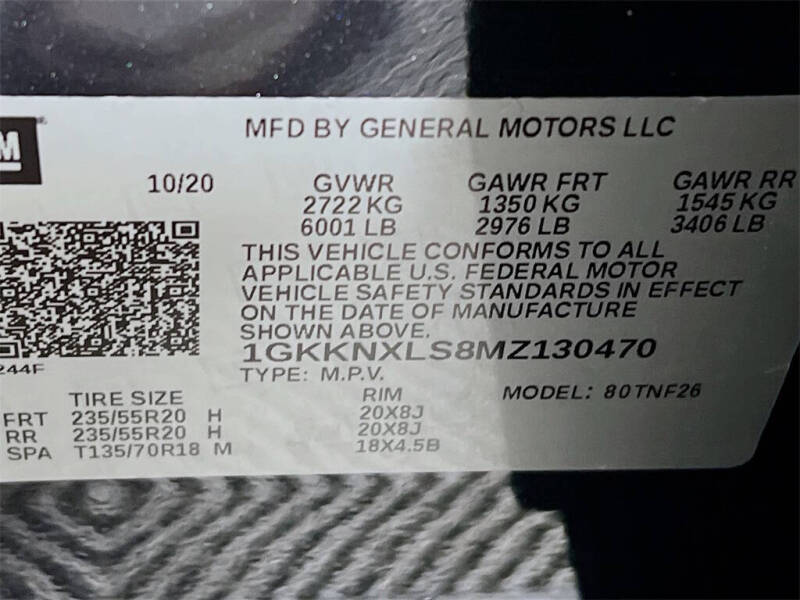 MFD BY GENERAL MOTORS LLC
M
10/20 GVWR GAWR FRT GAWR RR
2722 KG 1350 KG 1545 KG
6001 LB 2976 LB 3406 LB
THIS VEHICLE CONFORMS TO ALL
APPLICABLE U.S. FEDERAL MOTOR
VEHICLE SAFETY STANDARDS IN EFFECT
ON THE DATE OF MANUFACTURE
SHOWN ABOVE.
1GKKNXLS8MZ130470
244F
TYPE: M.P.V. MODEL: 80TNF26
TIRE SIZE RIM
FRT 235/55R20 H 20X8J
RR 235/55R20 H 20X8J
SPA T135/70R18 M 18X4.5B